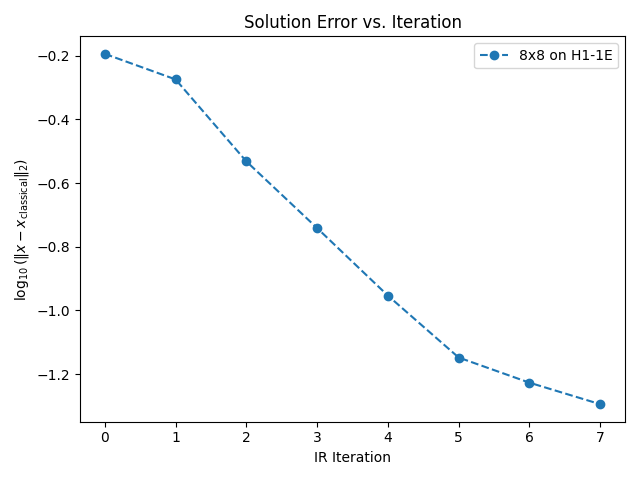 Solution Error vs. Iteration
8x8 on H1-1E
log₁₀(‖x − x_classical‖₂)
−0.2
−0.4
−0.6
−0.8
−1.0
−1.2
0 1 2 3 4 5 6 7
IR Iteration